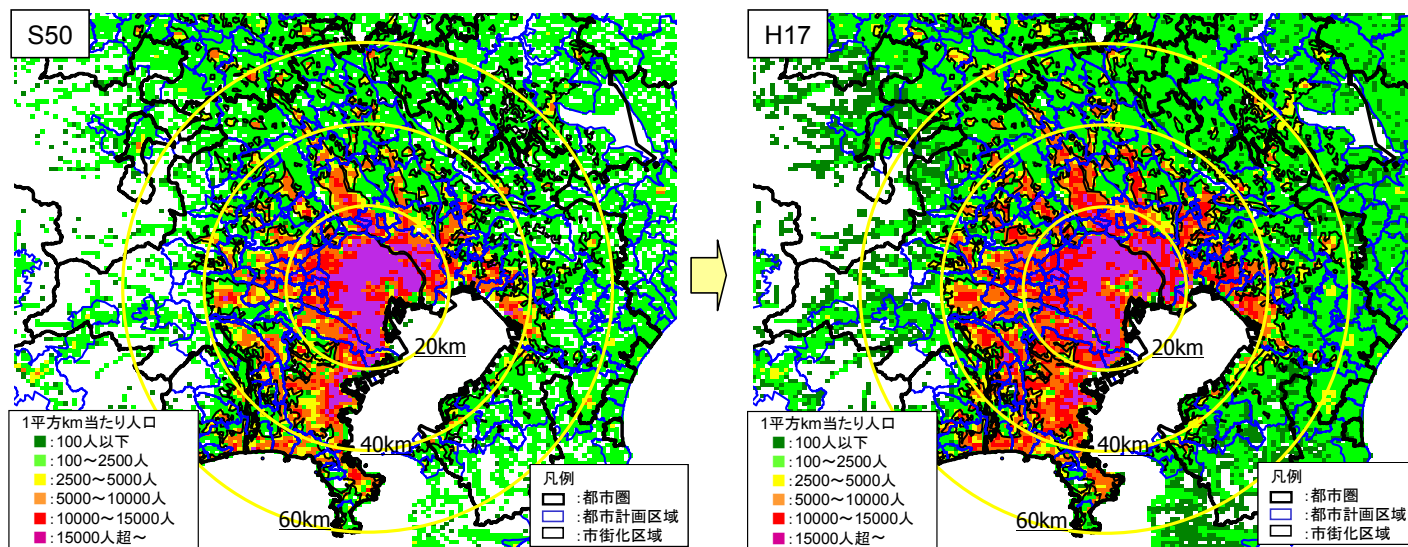 S50
20km
40km
60km
1平方km当たり人口
:100人以下
:100～2500人
:2500～5000人
:5000～10000人
:10000～15000人
:15000人超～
凡例
:都市圏
:都市計画区域
:市街化区域
H17
20km
40km
60km
1平方km当たり人口
:100人以下
:100～2500人
:2500～5000人
:5000～10000人
:10000～15000人
:15000人超～
凡例
:都市圏
:都市計画区域
:市街化区域